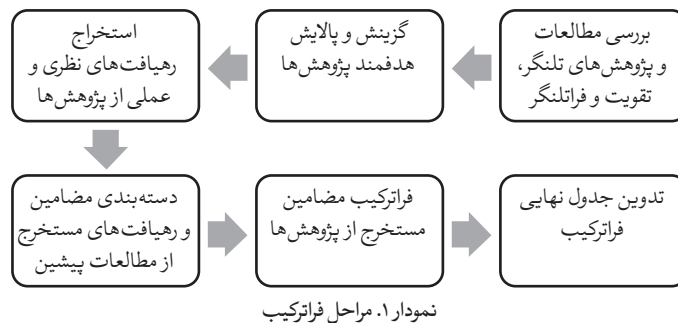 بررسی مطالعات
و پژوهش‌های تلنگر،
تقویت و فراتلنگر
گزینش و پالایش
هدفمند پژوهش‌ها
استخراج
رهیافت‌های نظری و
عملی از پژوهش‌ها
دسته‌بندی مضامین
و رهیافت‌های مستخرج
از مطالعات پیشین
فراترکیب مضامین
مستخرج از پژوهش‌ها
تدوین جدول نهایی
فراترکیب
نمودار ۱. مراحل فراترکیب